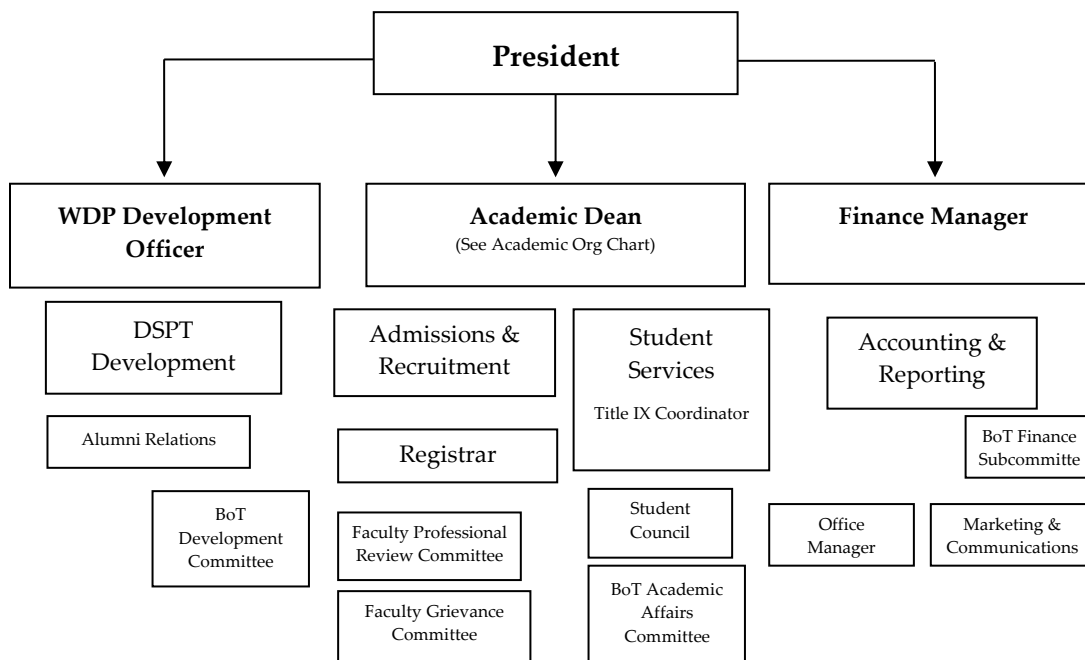 President
WDP Development
Officer
Academic Dean
(See Academic Org Chart)
Finance Manager
DSPT
Development
Admissions &
Recruitment
Student
Services
Title IX Coordinator
Accounting &
Reporting
Alumni Relations
Registrar
BoT Finance
Subcommitte
BoT
Development
Committee
Faculty Professional
Review Committee
Student
Council
Office
Manager
Marketing &
Communications
Faculty Grievance
Committee
BoT Academic
Affairs
Committee